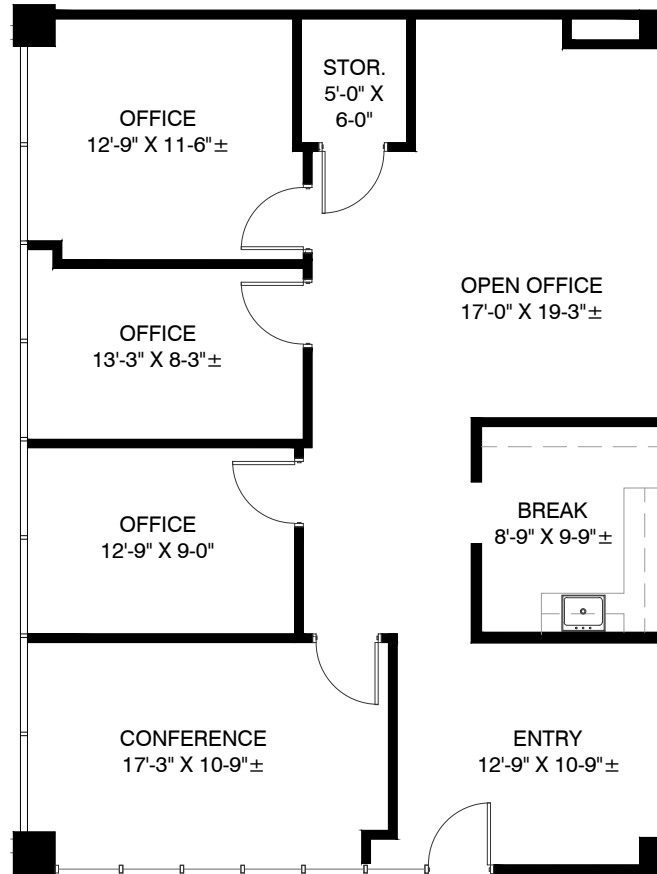 STOR.
5'-0" X
6-0"
OFFICE
12'-9" X 11-6"±
OPEN OFFICE
17'-0" X 19-3"±
OFFICE
13'-3" X 8-3"±
BREAK
8'-9" X 9-9"±
OFFICE
12'-9" X 9-0"
CONFERENCE
17'-3" X 10-9"±
ENTRY
12'-9" X 10-9"±